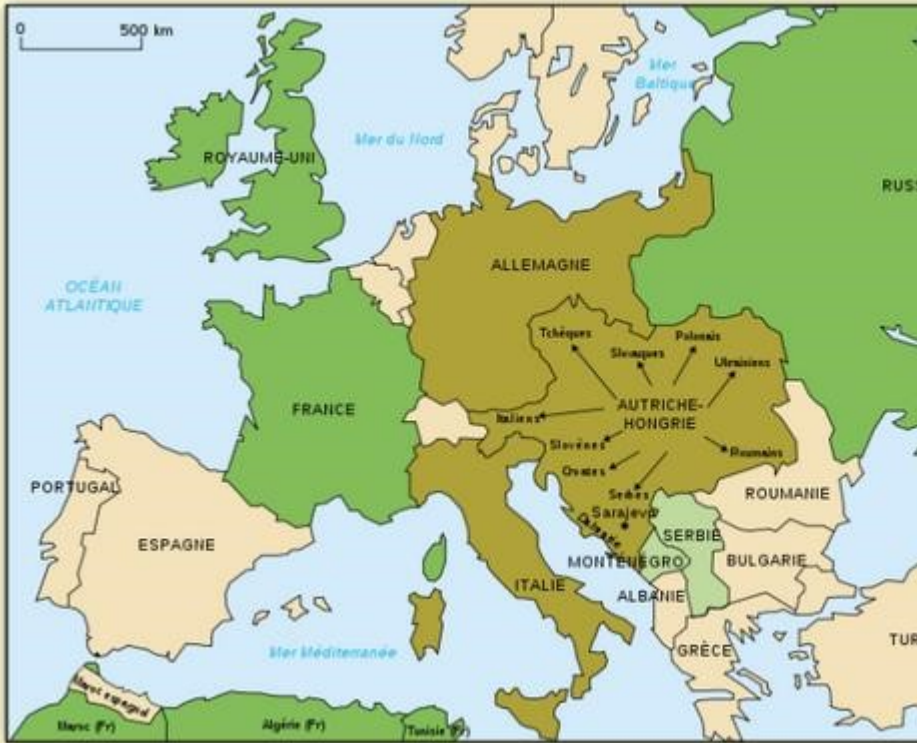 0 500 km
Mer
Baltique
Mer du Nord
ROYAUME-UNI
RUSS
ALLEMAGNE
OCÉAN
ATLANTIQUE
Tchèques
Slovaques
Polonais
Ukrainiens
FRANCE
Italiens
AUTRICHE-
HONGRIE
Slovènes
Croates
Roumains
Serbes
Sarajevo
Dalmatie
PORTUGAL
ESPAGNE
ROUMANIE
SERBIE
MONTÉNÉGRO
BULGARIE
ITALIE
ALBANIE
Mer Méditerranée
GRÈCE
TUR
Maroc espagnol
Maroc (Fr)
Algérie (Fr)
Tunisie (Fr)